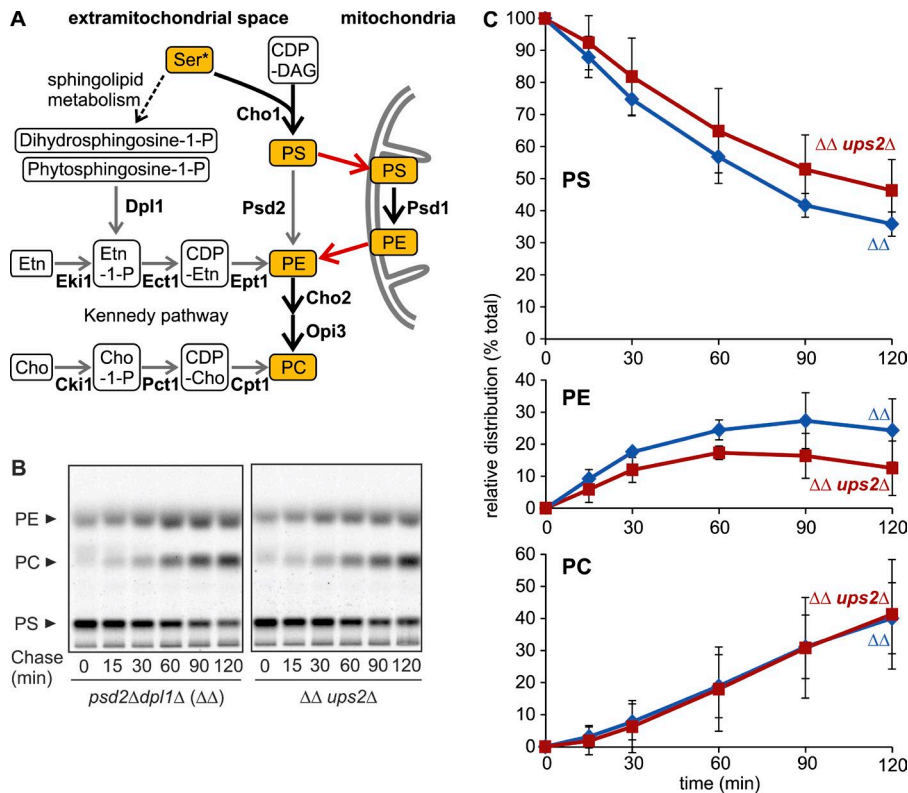 A
extramitochondrial space
mitochondria
Ser*
CDP
-DAG
sphingolipid
metabolism
Cho1
Dihydrosphingosine-1-P
Phytosphingosine-1-P
PS
PS
Dpl1
Psd2
Psd1
PE
Etn
Etn
-1-P
CDP
-Etn
PE
Eki1
Ect1
Ept1
Cho2
Kennedy pathway
Opi3
Cho
Cho
-1-P
CDP
-Cho
PC
Cki1
Pct1
Cpt1
B
PE
PC
PS
Chase
(min)
0 15 30 60 90 120
0 15 30 60 90 120
psd2Δdpl1Δ (ΔΔ)
ΔΔ ups2Δ
C
relative distribution (% total)
100
90
80
70
60
50
40
30
20
10
0
PS
ΔΔ ups2Δ
ΔΔ
0 30 60 90 120
40
30
20
10
0
PE
ΔΔ
ΔΔ ups2Δ
60
50
40
30
20
10
0
PC
ΔΔ ups2Δ
ΔΔ
0 30 60 90 120
time (min)